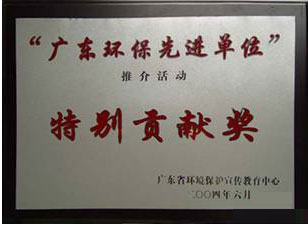 “广东环保先进单位”
推介活动
特别贡献奖
广东省环境保护宣传教育中心
二〇〇四年六月